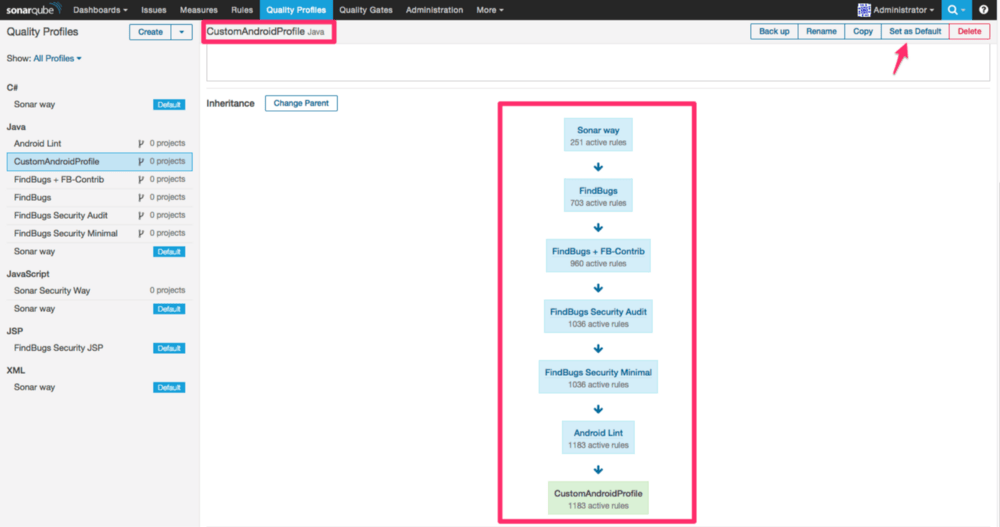 sonarqube Dashboards Issues Measures Rules Quality Profiles Quality Gates Administration More Administrator
Quality Profiles Create
CustomAndroidProfile Java
Back up Rename Copy Set as Default Delete
Show: All Profiles
C#
Sonar way Default
Java
Android Lint 0 projects
CustomAndroidProfile 0 projects
FindBugs + FB-Contrib 0 projects
FindBugs 0 projects
FindBugs Security Audit 0 projects
FindBugs Security Minimal 0 projects
Sonar way Default
JavaScript
Sonar Security Way 0 projects
Sonar way Default
JSP
FindBugs Security JSP Default
XML
Sonar way Default
Inheritance Change Parent
Sonar way
251 active rules
FindBugs
703 active rules
FindBugs + FB-Contrib
960 active rules
FindBugs Security Audit
1036 active rules
FindBugs Security Minimal
1036 active rules
Android Lint
1183 active rules
CustomAndroidProfile
1183 active rules